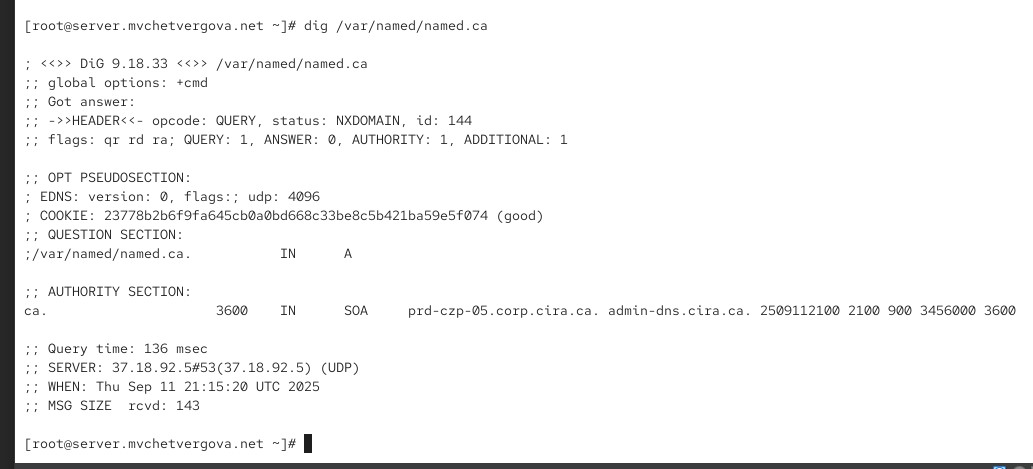 [root@server.mvchetvergova.net ~]# dig /var/named/named.ca
; <<>> DiG 9.18.33 <<>> /var/named/named.ca
;; global options: +cmd
;; Got answer:
;; ->>HEADER<<- opcode: QUERY, status: NXDOMAIN, id: 144
;; flags: qr rd ra; QUERY: 1, ANSWER: 0, AUTHORITY: 1, ADDITIONAL: 1
;; OPT PSEUDOSECTION:
; EDNS: version: 0, flags:; udp: 4096
; COOKIE: 23778b2b6f9fa645cb0a0bd668c33be8c5b421ba59e5f074 (good)
;; QUESTION SECTION:
;/var/named/named.ca. IN A
;; AUTHORITY SECTION:
ca. 3600 IN SOA prd-czp-05.corp.cira.ca. admin-dns.cira.ca. 2509112100 2100 900 3456000 3600
;; Query time: 136 msec
;; SERVER: 37.18.92.5#53(37.18.92.5) (UDP)
;; WHEN: Thu Sep 11 21:15:20 UTC 2025
;; MSG SIZE rcvd: 143
[root@server.mvchetvergova.net ~]#